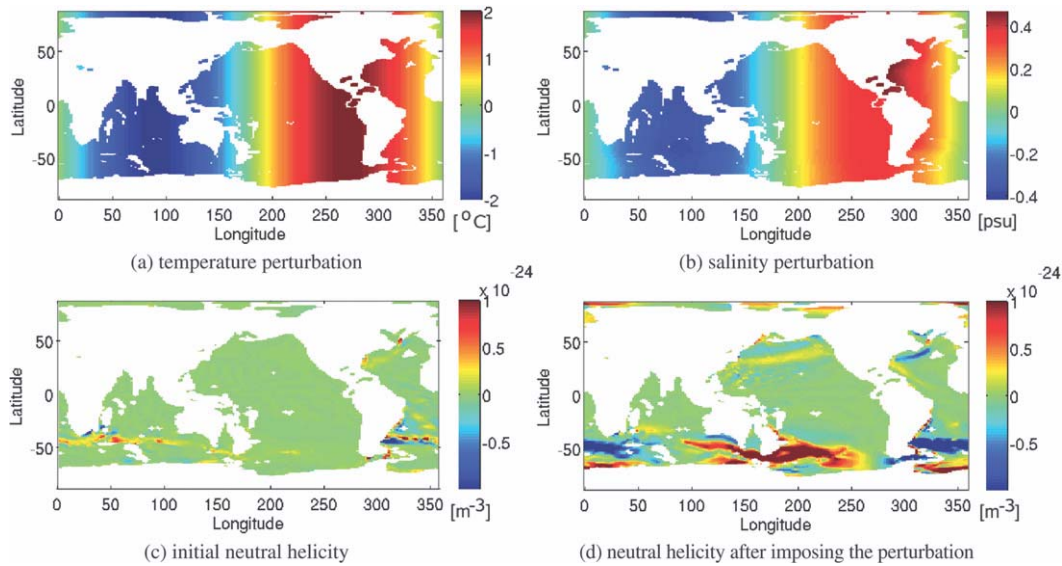 2
50
1
0
0
-50
-1
-2
Latitude
0 50 100 150 200 250 300 350
[°C]
Longitude
(a) temperature perturbation
0.4
50
0.2
0
0
-0.2
-50
-0.4
Latitude
0 50 100 150 200 250 300 350
[psu]
Longitude
(b) salinity perturbation
x 10 -24
1
50
0.5
0
0
-50
-0.5
Latitude
0 50 100 150 200 250 300 350
[m-3]
Longitude
(c) initial neutral helicity
x 10 -24
1
50
0.5
0
0
-50
-0.5
Latitude
0 50 100 150 200 250 300 350
[m-3]
Longitude
(d) neutral helicity after imposing the perturbation